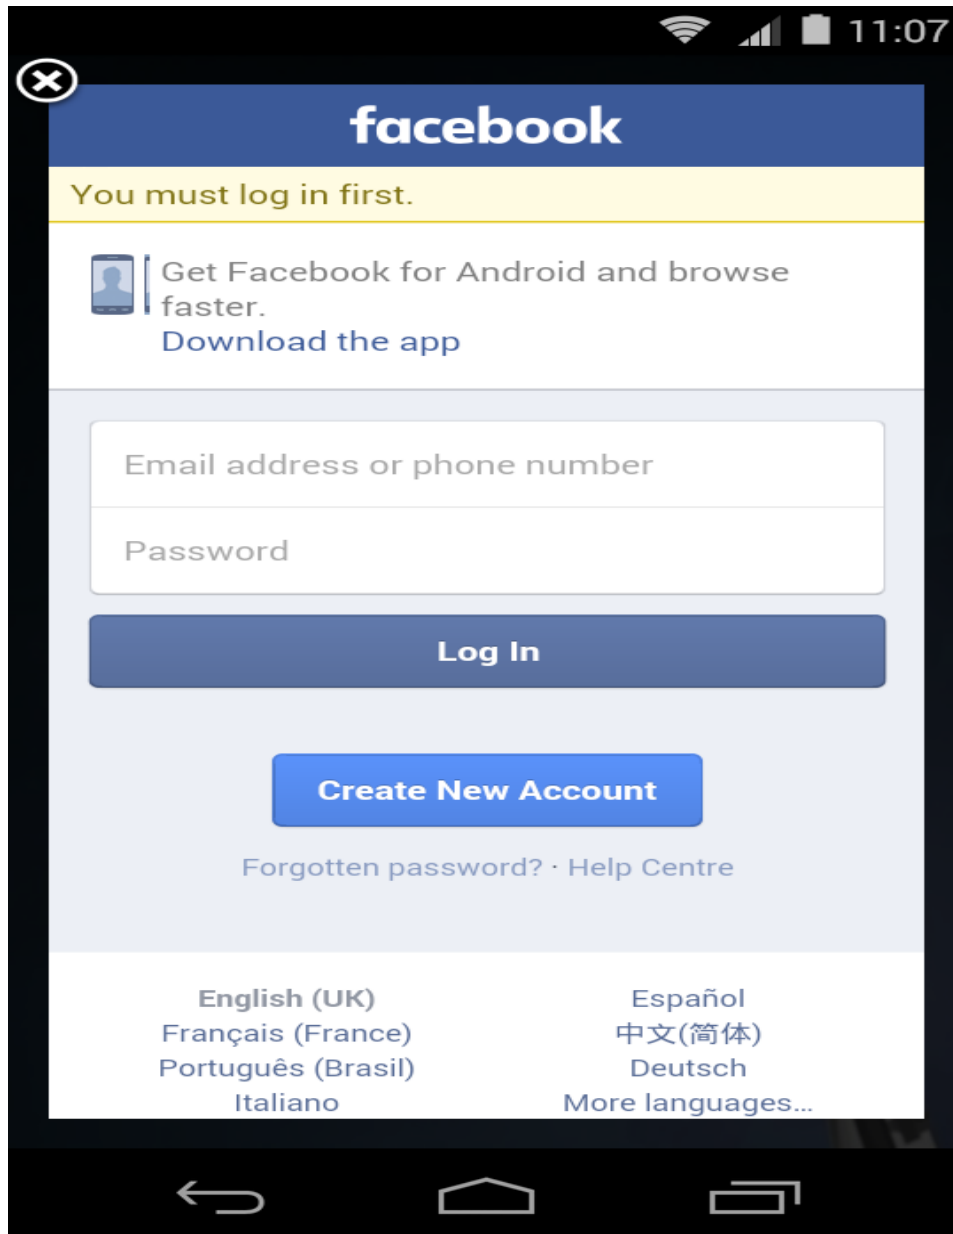 11:07
facebook
You must log in first.
Get Facebook for Android and browse
faster.
Download the app
Email address or phone number
Password
Log In
Create New Account
Forgotten password? · Help Centre
English (UK)
Español
Français (France)
中文(简体)
Português (Brasil)
Deutsch
Italiano
More languages...